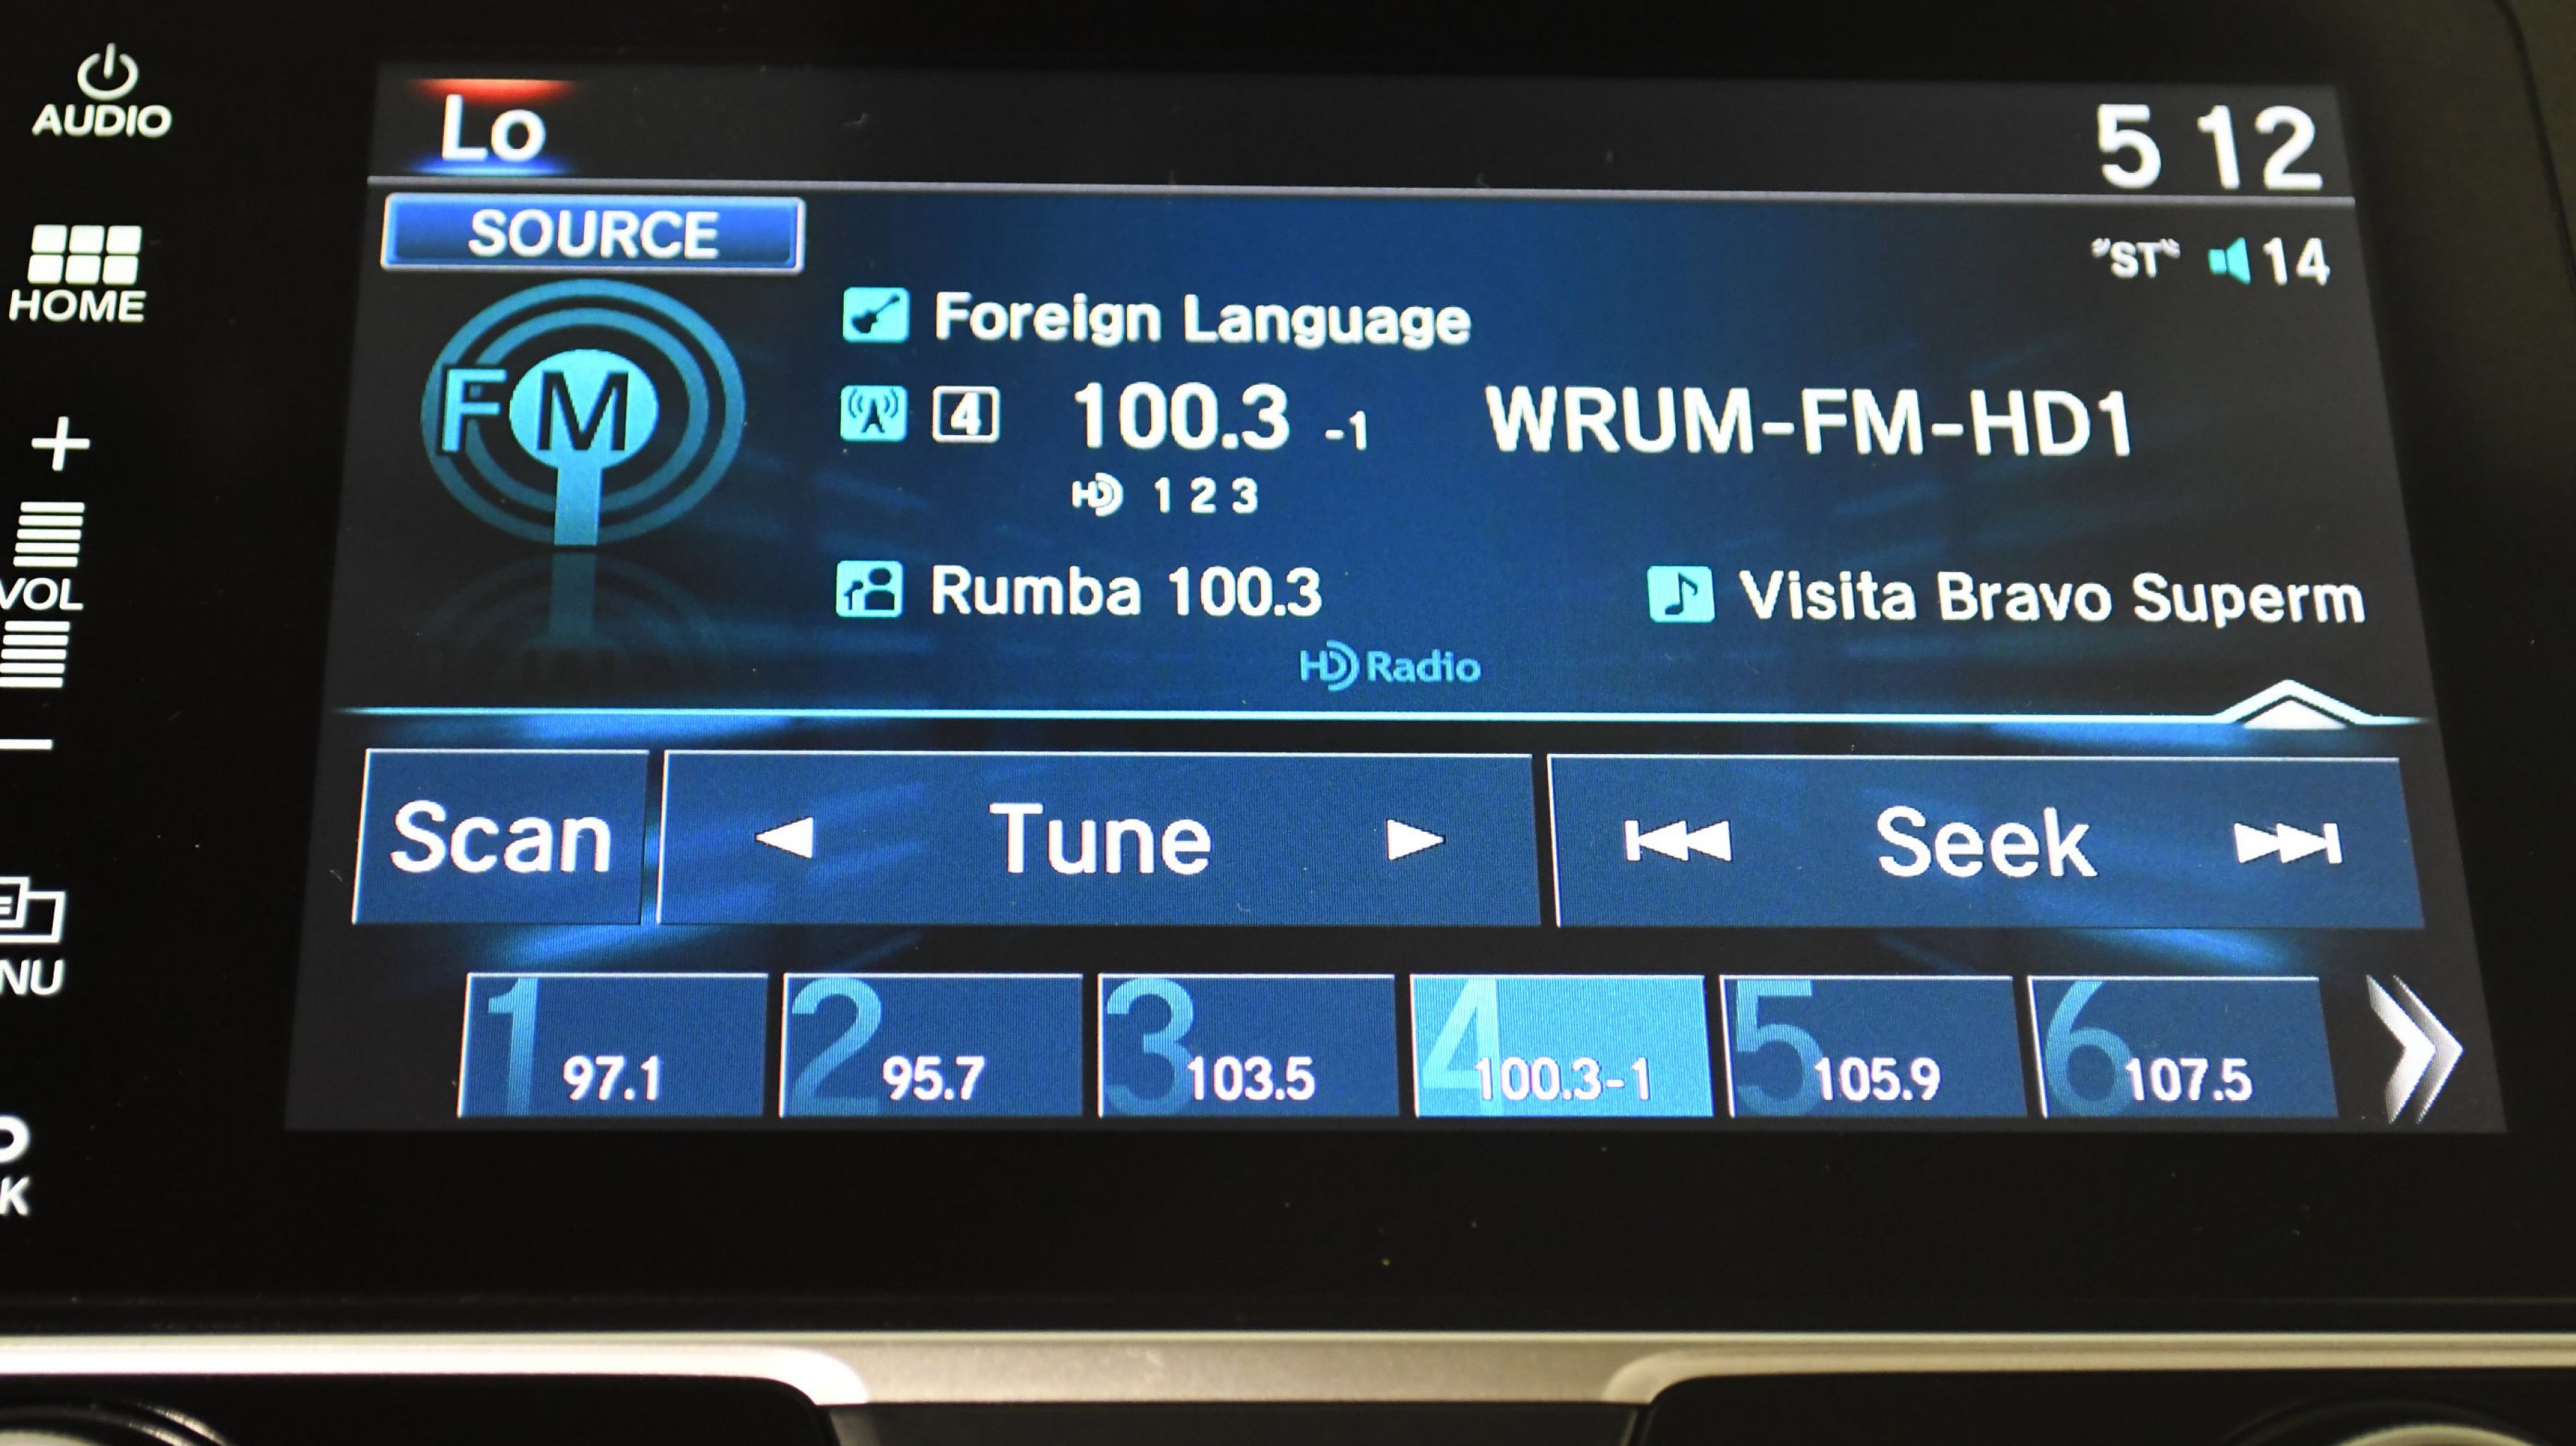 AUDIO
Lo
5 12
SOURCE
"ST" 14
HOME
Foreign Language
FM
4 100.3 -1 WRUM-FM-HD1
HD 1 2 3
VOL
Rumba 100.3
Visita Bravo Superm
HD Radio
Scan
Tune
Seek
NU
1 97.1
2 95.7
3 103.5
4 100.3-1
5 105.9
6 107.5
K